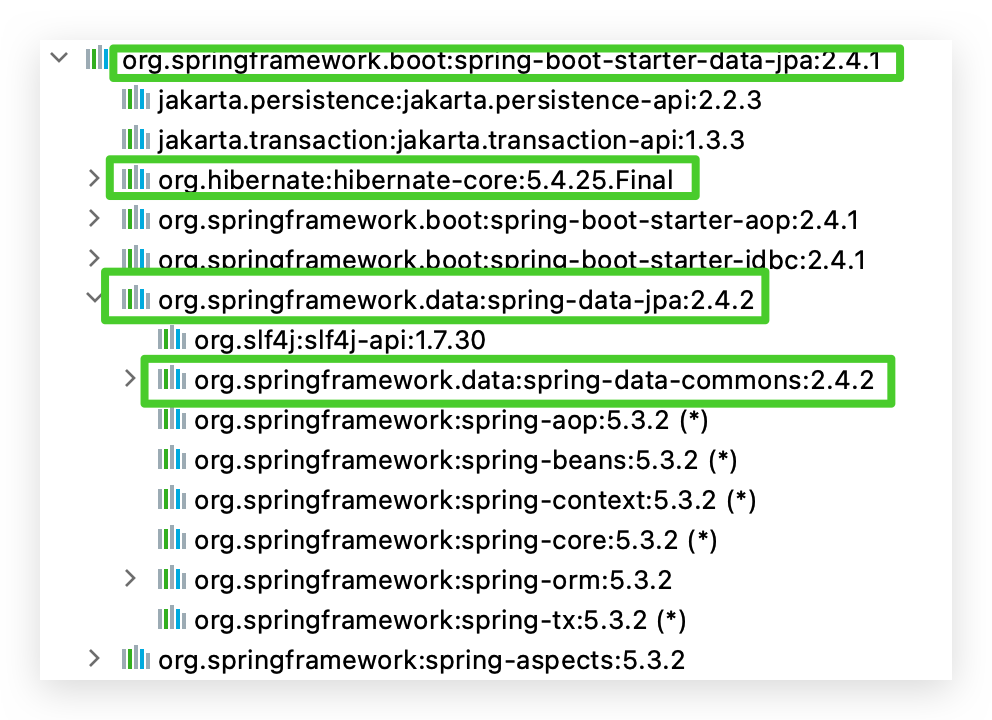 org.springframework.boot:spring-boot-starter-data-jpa:2.4.1
jakarta.persistence:jakarta.persistence-api:2.2.3
jakarta.transaction:jakarta.transaction-api:1.3.3
org.hibernate:hibernate-core:5.4.25.Final
org.springframework.boot:spring-boot-starter-aop:2.4.1
org.springframework.boot:spring-boot-starter-jdbc:2.4.1
org.springframework.data:spring-data-jpa:2.4.2
org.slf4j:slf4j-api:1.7.30
org.springframework.data:spring-data-commons:2.4.2
org.springframework:spring-aop:5.3.2 (*)
org.springframework:spring-beans:5.3.2 (*)
org.springframework:spring-context:5.3.2 (*)
org.springframework:spring-core:5.3.2 (*)
org.springframework:spring-orm:5.3.2
org.springframework:spring-tx:5.3.2 (*)
org.springframework:spring-aspects:5.3.2